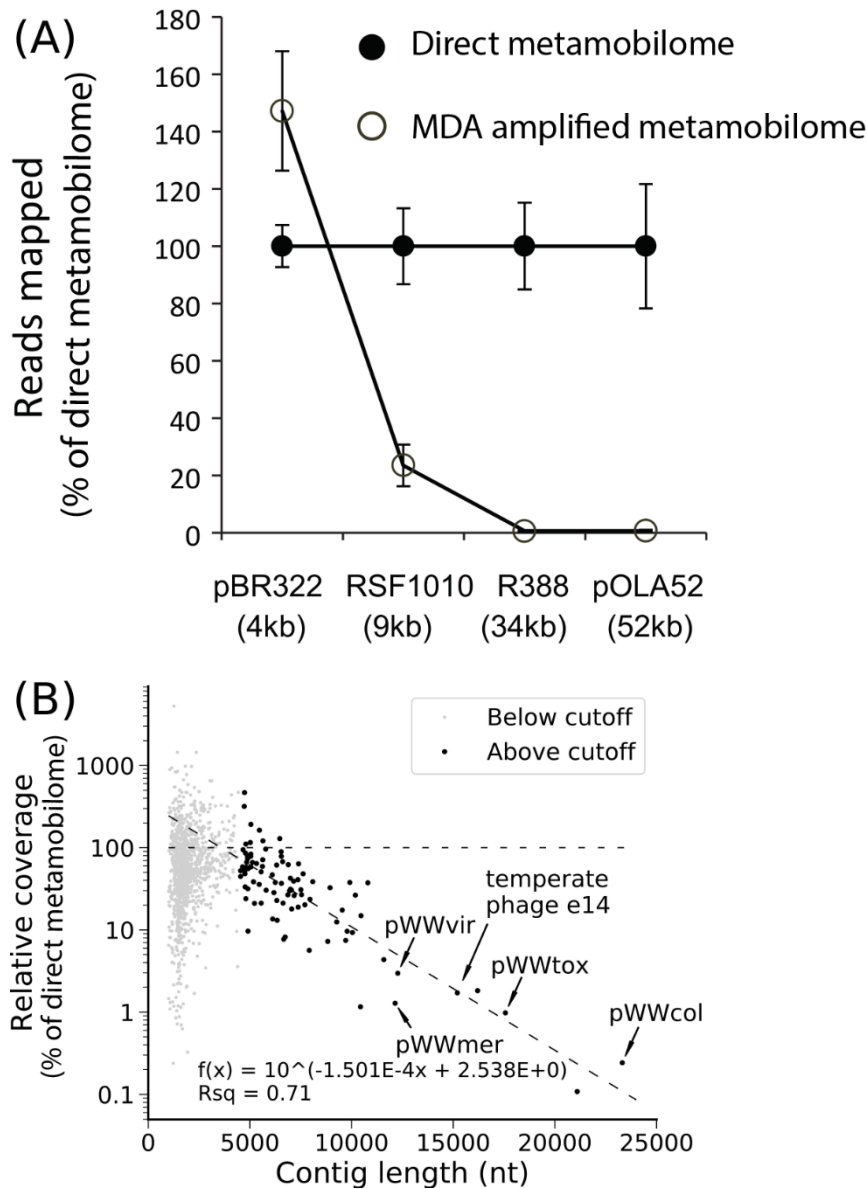 (A)
Reads mapped
(% of direct metamobilome)
180
160
140
120
100
80
60
40
20
0
Direct metamobilome
MDA amplified metamobilome
pBR322 RSF1010 R388 pOLA52
(4kb) (9kb) (34kb) (52kb)
(B)
Relative coverage
(% of direct metamobilome)
1000
100
10
1
0.1
Below cutoff
Above cutoff
temperate
phage e14
pWWvir
pWWtox
pWWcol
pWWmer
f(x) = 10^(-1.501E-4x + 2.538E+0)
Rsq = 0.71
0 5000 10000 15000 20000 25000
Contig length (nt)